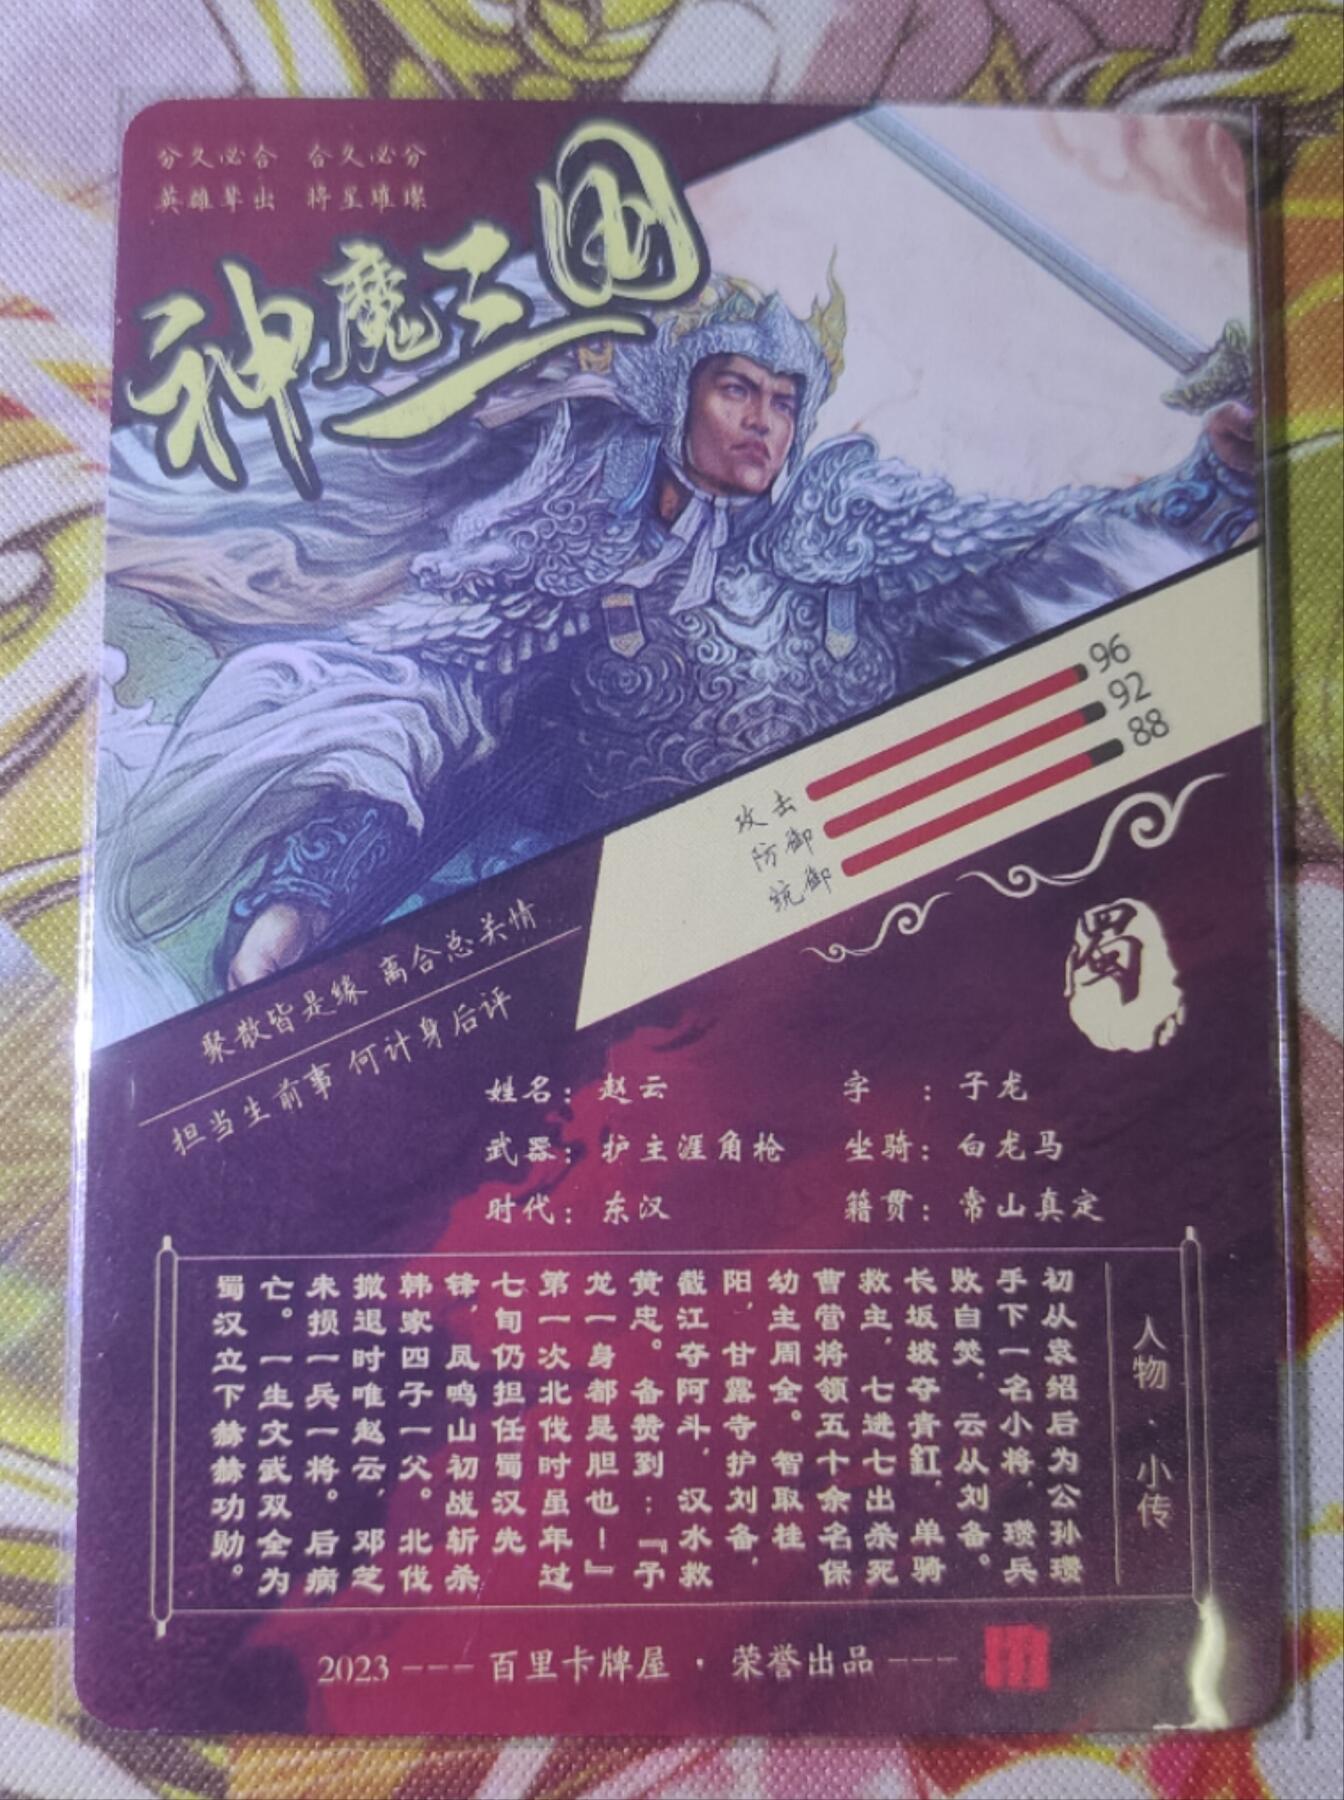 分久必合 合久必分
英雄辈出 将星璀璨
神魔三国
攻击 96
防御 92
统御 88
聚散皆是缘 离合总关情
担当生前事 何计身后评
蜀
姓名：赵云 字：子龙
武器：护主涯角枪 坐骑：白龙马
时代：东汉 籍贯：常山真定
人物·小传
初从袁绍后为公孙瓒
手下一名小将，瓒兵
败自焚，云从刘备。
长坂坡夺青釭，单骑
救主，七进七出杀死
曹营将领五十余名保
幼主周全。智取桂
阳，甘露寺护刘备，
截江夺阿斗，汉水救
黄忠。备赞到：『予
龙一身都是胆也！』
第一次北伐时虽年过
七旬仍担任蜀汉先
锋，凤鸣山初战斩杀
韩家四子一父。北伐
撤退时唯赵云，邓芝
未损一兵一将。后病
亡。一生文武双全为
蜀汉立下赫赫功勋。
2023 --- 百里卡牌屋 · 荣誉出品 ---